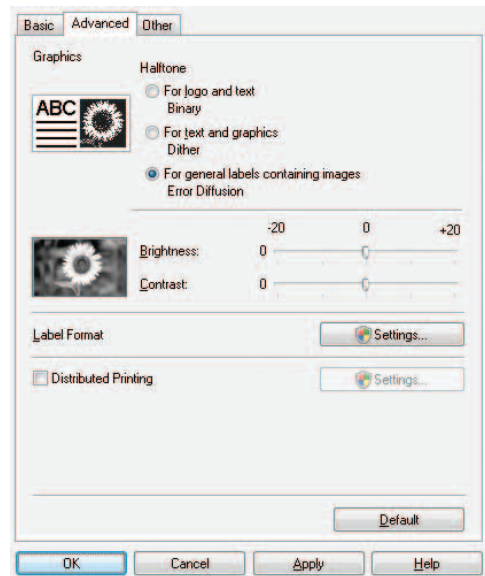 Basic Advanced Other
Graphics
Halftone
ABC
For logo and text
Binary
For text and graphics
Dither
For general labels containing images
Error Diffusion
-20 0 +20
Brightness: 0
Contrast: 0
Label Format Settings...
Distributed Printing Settings...
Default
OK Cancel Apply Help